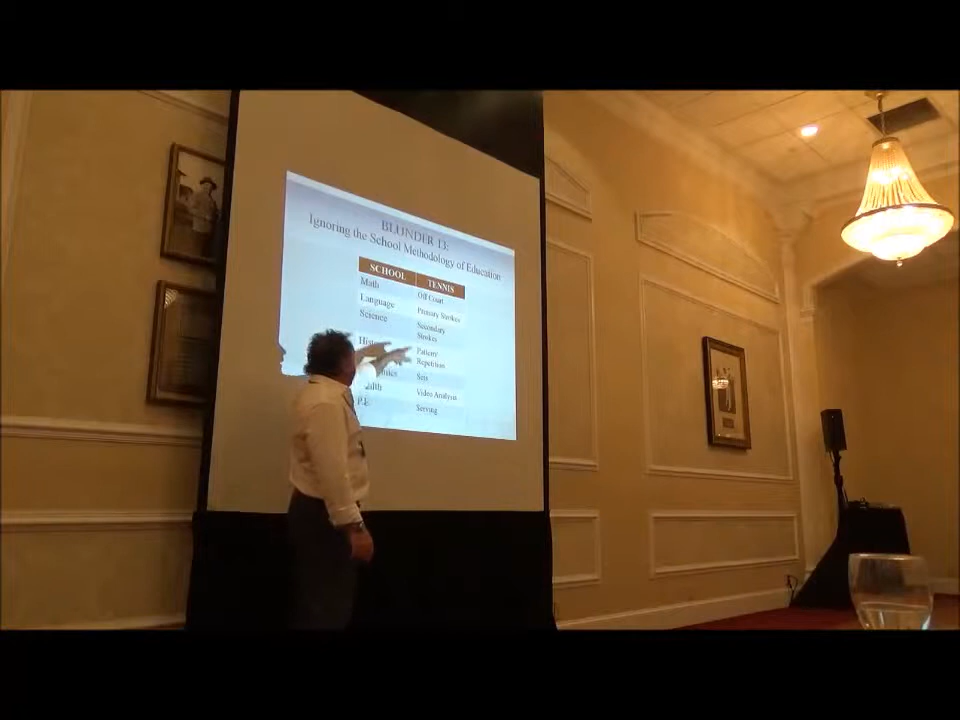 BLUNDER 13:
Ignoring the School Methodology of Education
SCHOOL TENNIS
Math Off Court
Language Primary Strokes
Science Secondary
Strokes
Patterns
Repetition
Sets
Video Analysis
P.E. Serving